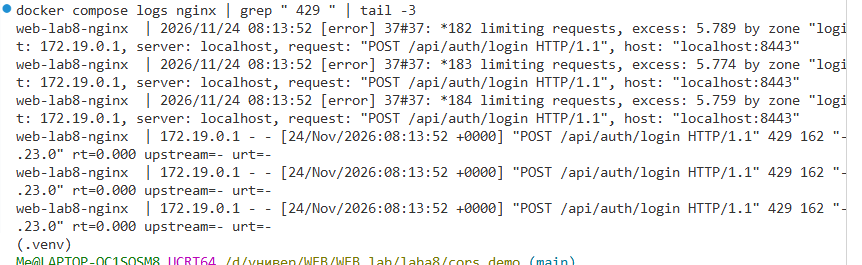 docker compose logs nginx | grep " 429 " | tail -3
web-lab8-nginx  | 2026/11/24 08:13:52 [error] 37#37: *182 limiting requests, excess: 5.789 by zone "logi
t: 172.19.0.1, server: localhost, request: "POST /api/auth/login HTTP/1.1", host: "localhost:8443"
web-lab8-nginx  | 2026/11/24 08:13:52 [error] 37#37: *183 limiting requests, excess: 5.774 by zone "logi
t: 172.19.0.1, server: localhost, request: "POST /api/auth/login HTTP/1.1", host: "localhost:8443"
web-lab8-nginx  | 2026/11/24 08:13:52 [error] 37#37: *184 limiting requests, excess: 5.759 by zone "logi
t: 172.19.0.1, server: localhost, request: "POST /api/auth/login HTTP/1.1", host: "localhost:8443"
web-lab8-nginx  | 172.19.0.1 - - [24/Nov/2026:08:13:52 +0000] "POST /api/auth/login HTTP/1.1" 429 162 "-
.23.0" rt=0.000 upstream=- urt=-
web-lab8-nginx  | 172.19.0.1 - - [24/Nov/2026:08:13:52 +0000] "POST /api/auth/login HTTP/1.1" 429 162 "-
.23.0" rt=0.000 upstream=- urt=-
web-lab8-nginx  | 172.19.0.1 - - [24/Nov/2026:08:13:52 +0000] "POST /api/auth/login HTTP/1.1" 429 162 "-
.23.0" rt=0.000 upstream=- urt=-
(.venv)
Me@LAPTOP-OC1SOSM8 UCRT64 /d/универ/WEB/WEB_lab/laba8/cors_demo (main)